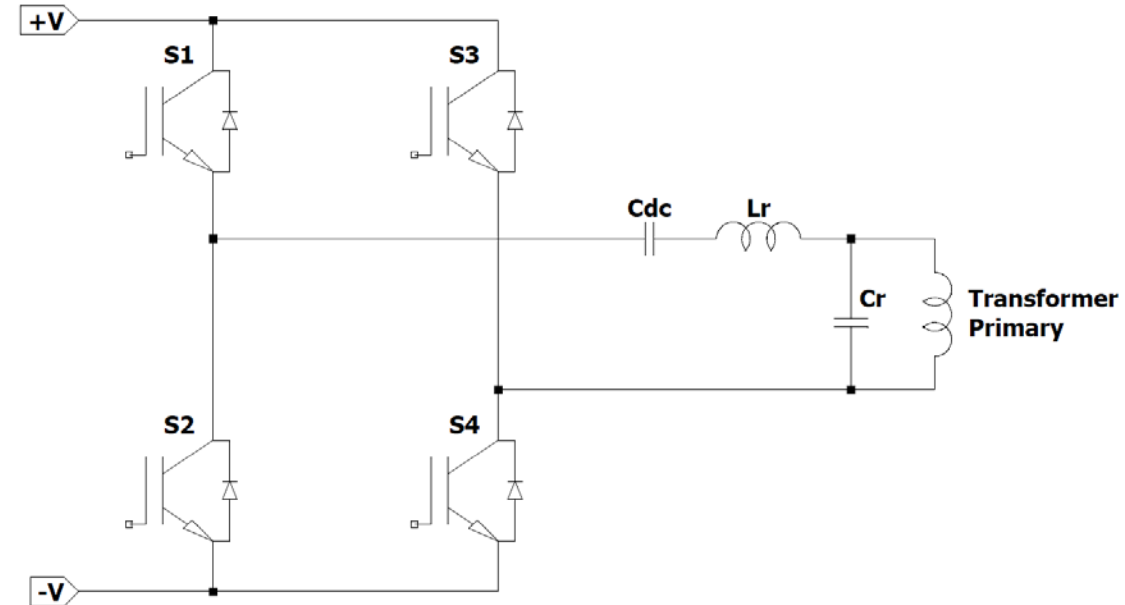 +V
S1
S3
Cdc
Lr
Cr
Transformer
Primary
S2
S4
-V